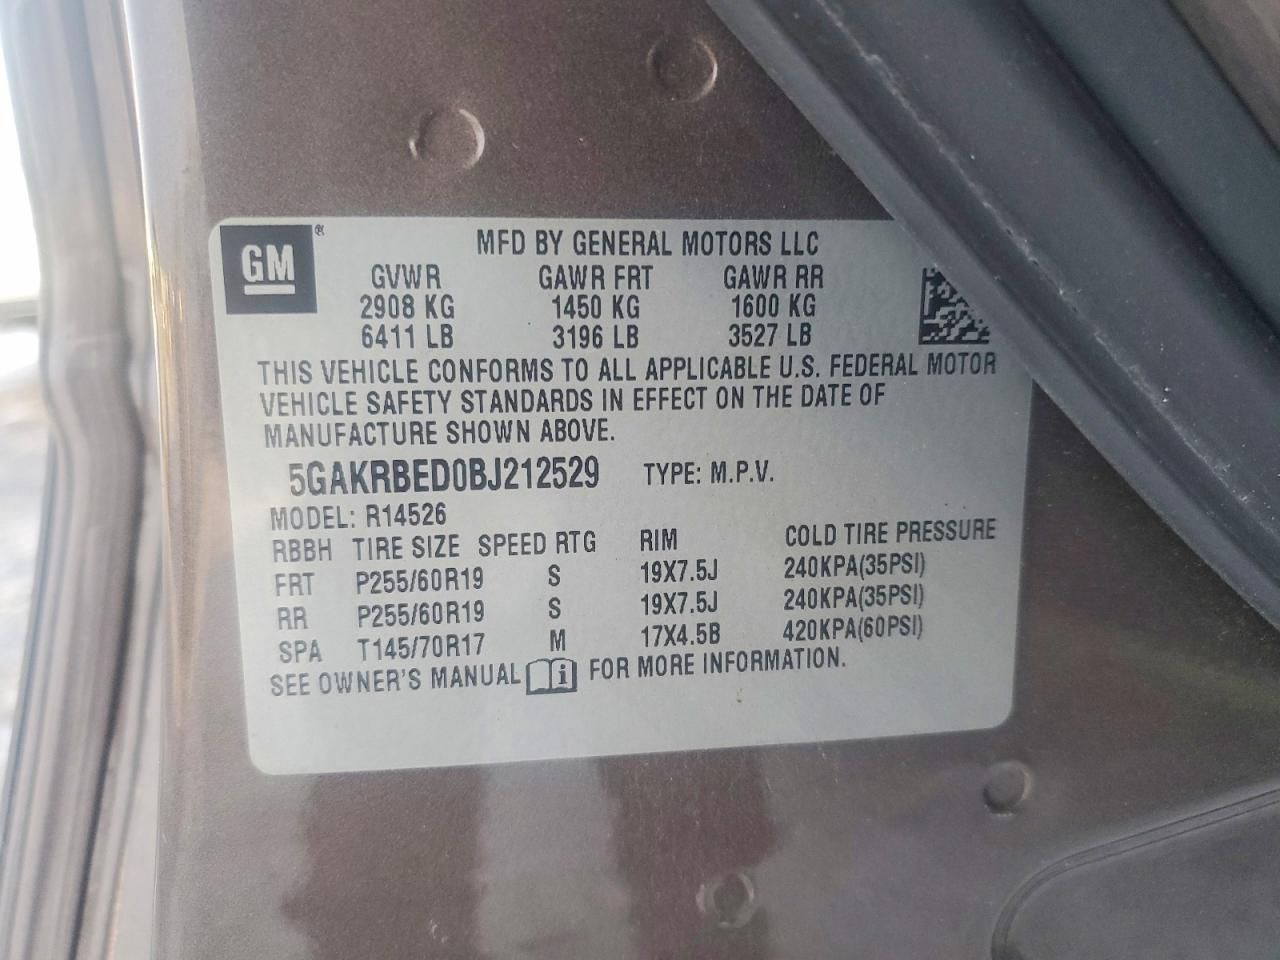 GM ® MFD BY GENERAL MOTORS LLC
GVWR GAWR FRT GAWR RR
2908 KG 1450 KG 1600 KG
6411 LB 3196 LB 3527 LB
THIS VEHICLE CONFORMS TO ALL APPLICABLE U.S. FEDERAL MOTOR
VEHICLE SAFETY STANDARDS IN EFFECT ON THE DATE OF
MANUFACTURE SHOWN ABOVE.
5GAKRBED0BJ212529 TYPE: M.P.V.
MODEL: R14526
RBBH TIRE SIZE SPEED RTG RIM COLD TIRE PRESSURE
FRT P255/60R19 S 19X7.5J 240KPA(35PSI)
RR P255/60R19 S 19X7.5J 240KPA(35PSI)
SPA T145/70R17 M 17X4.5B 420KPA(60PSI)
SEE OWNER'S MANUAL i FOR MORE INFORMATION.